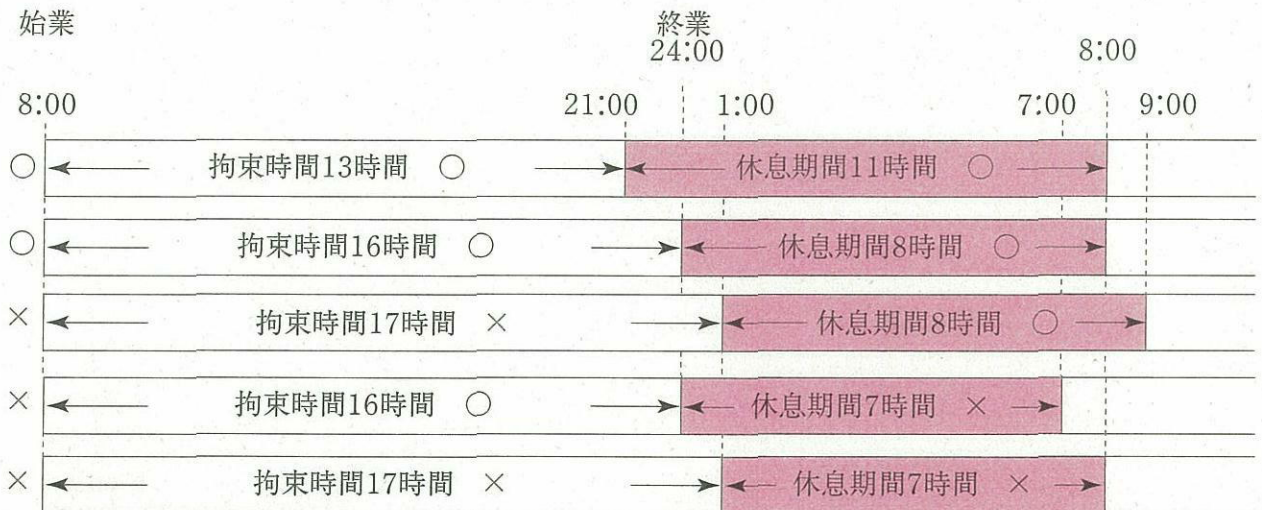 始業 終業
24:00 8:00
8:00 21:00 1:00 7:00 9:00
○ 拘束時間13時間 ○ 休息期間11時間 ○
○ 拘束時間16時間 ○ 休息期間8時間 ○
× 拘束時間17時間 × 休息期間8時間 ○
× 拘束時間16時間 ○ 休息期間7時間 ×
× 拘束時間17時間 × 休息期間7時間 ×